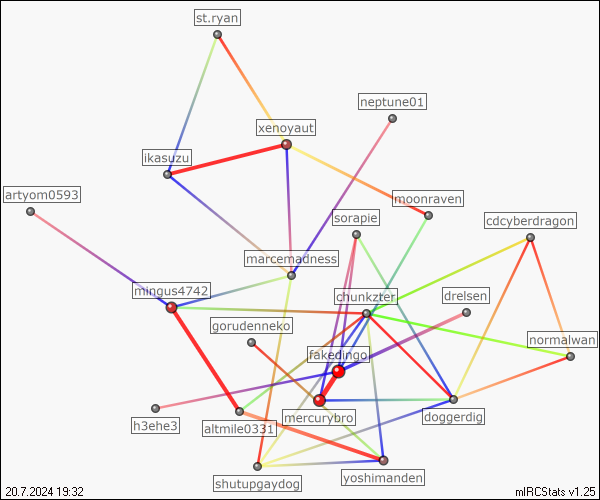 st.ryan
neptune01
xenoyaut
ikasuzu
artyom0593
moonraven
sorapie
cdcyberdragon
marcemadness
mingus4742
chunkzter
drelsen
gorudenneko
normalwan
fakedingo
mercurybro
doggerdig
h3ehe3
altmile0331
shutupgaydog
yoshimanden
20.7.2024 19:32
mIRCStats v1.25